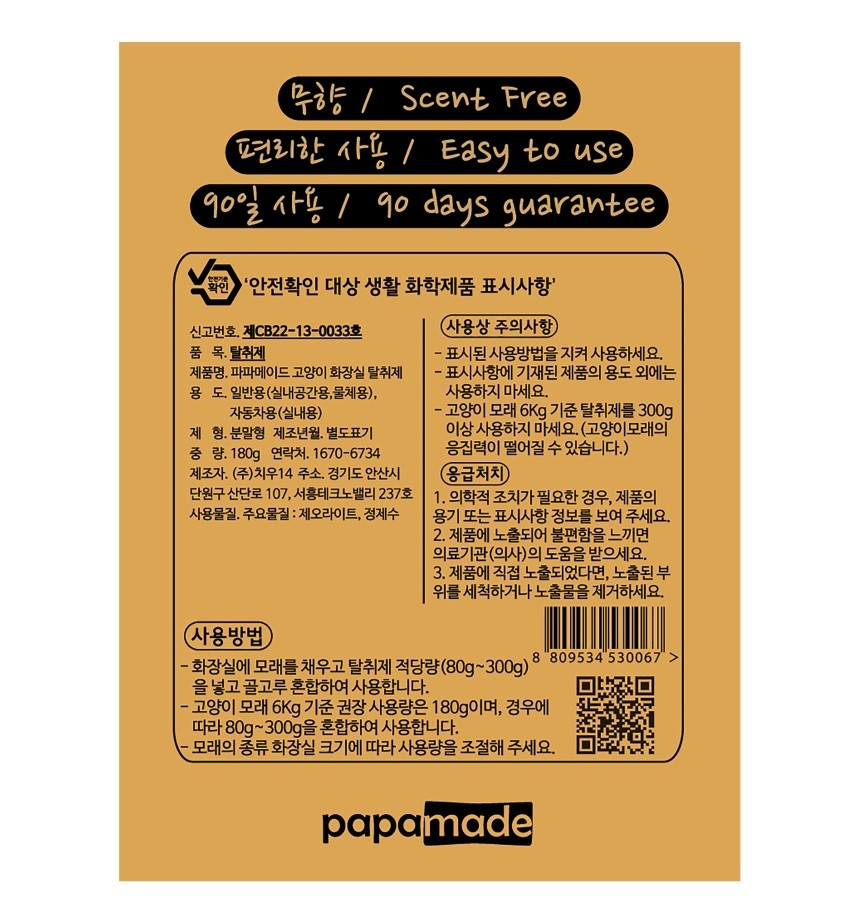 무향 / Scent Free
편리한 사용 / Easy to use
90일 사용 / 90 days guarantee
안전기준
확인
'안전확인 대상 생활 화학제품 표시사항'
신고번호. 제CB22-13-0033호
품 목. 탈취제
제품명. 파파메이드 고양이 화장실 탈취제
용 도. 일반용(실내공간용,물체용),
자동차용(실내용)
제 형. 분말형 제조년월. 별도표기
중 량. 180g 연락처. 1670-6734
제조자. (주)치우14 주소. 경기도 안산시
단원구 산단로 107, 서흥테크노밸리 237호
사용물질. 주요물질 : 제오라이트, 정제수
사용상 주의사항
- 표시된 사용방법을 지켜 사용하세요.
- 표시사항에 기재된 제품의 용도 외에는
사용하지 마세요.
- 고양이 모래 6Kg 기준 탈취제를 300g
이상 사용하지 마세요. (고양이모래의
응집력이 떨어질 수 있습니다.)
응급처치
1. 의학적 조치가 필요한 경우, 제품의
용기 또는 표시사항 정보를 보여 주세요.
2. 제품에 노출되어 불편함을 느끼면
의료기관(의사)의 도움을 받으세요.
3. 제품에 직접 노출되었다면, 노출된 부
위를 세척하거나 노출물을 제거하세요.
8 809534 530067 >
사용방법
- 화장실에 모래를 채우고 탈취제 적당량(80g~300g)
을 넣고 골고루 혼합하여 사용합니다.
- 고양이 모래 6Kg 기준 권장 사용량은 180g이며, 경우에
따라 80g~300g을 혼합하여 사용합니다.
- 모래의 종류 화장실 크기에 따라 사용량을 조절해 주세요.
papamade